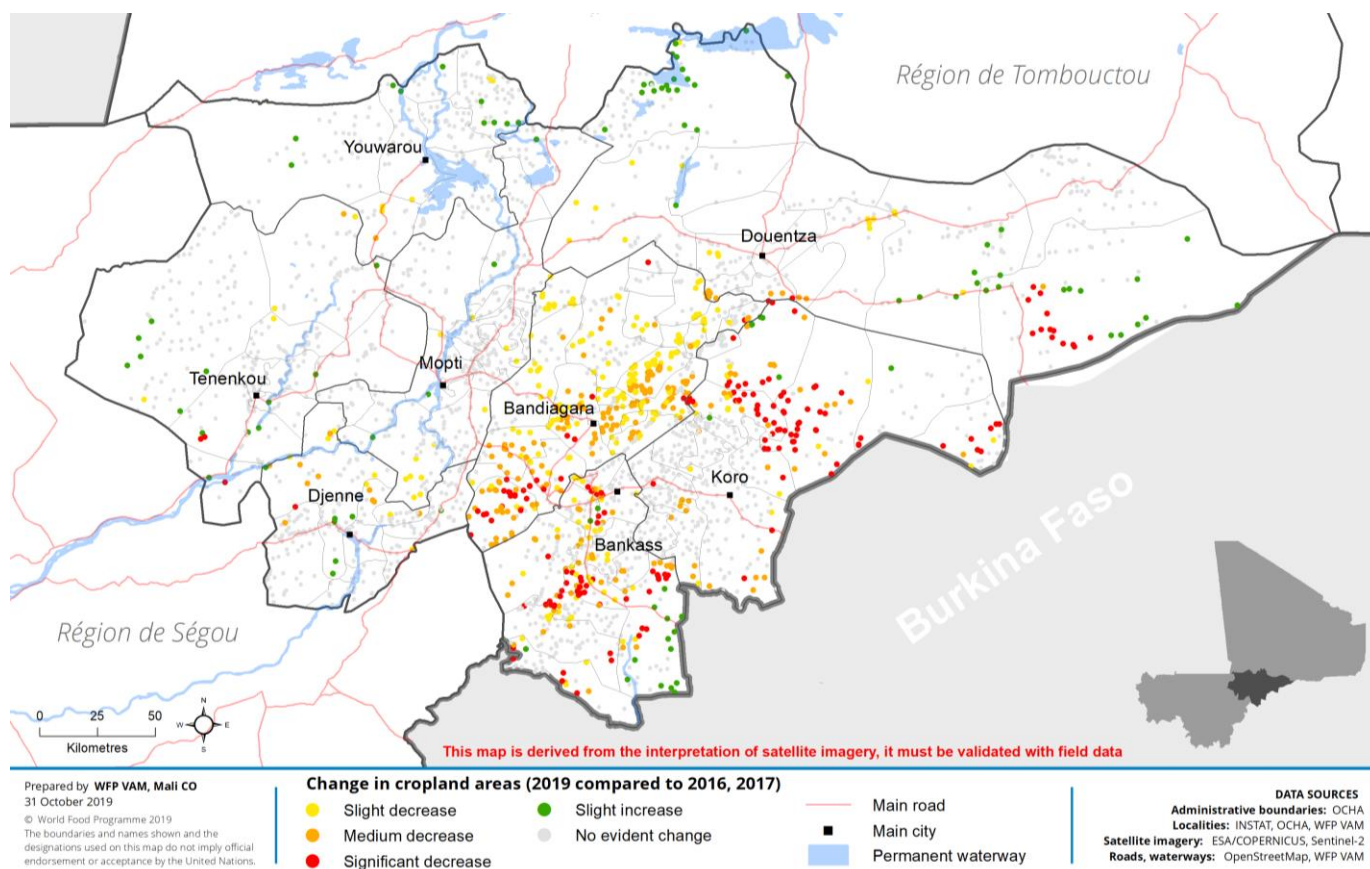 Région de Tombouctou
Youwarou
Douentza
Mopti
Tenenkou
Bandiagara
Koro
Djenne
Bankass
Burkina Faso
Région de Ségou
N
W E
S
0 25 50
Kilometres
This map is derived from the interpretation of satellite imagery, it must be validated with field data
Prepared by WFP VAM, Mali CO
31 October 2019
© World Food Programme 2019
The boundaries and names shown and the
designations used on this map do not imply official
endorsement or acceptance by the United Nations.
Change in cropland areas (2019 compared to 2016, 2017)
Slight decrease
Medium decrease
Significant decrease
Slight increase
No evident change
Main road
Main city
Permanent waterway
DATA SOURCES
Administrative boundaries: OCHA
Localities: INSTAT, OCHA, WFP VAM
Satellite imagery: ESA/COPERNICUS, Sentinel-2
Roads, waterways: OpenStreetMap, WFP VAM